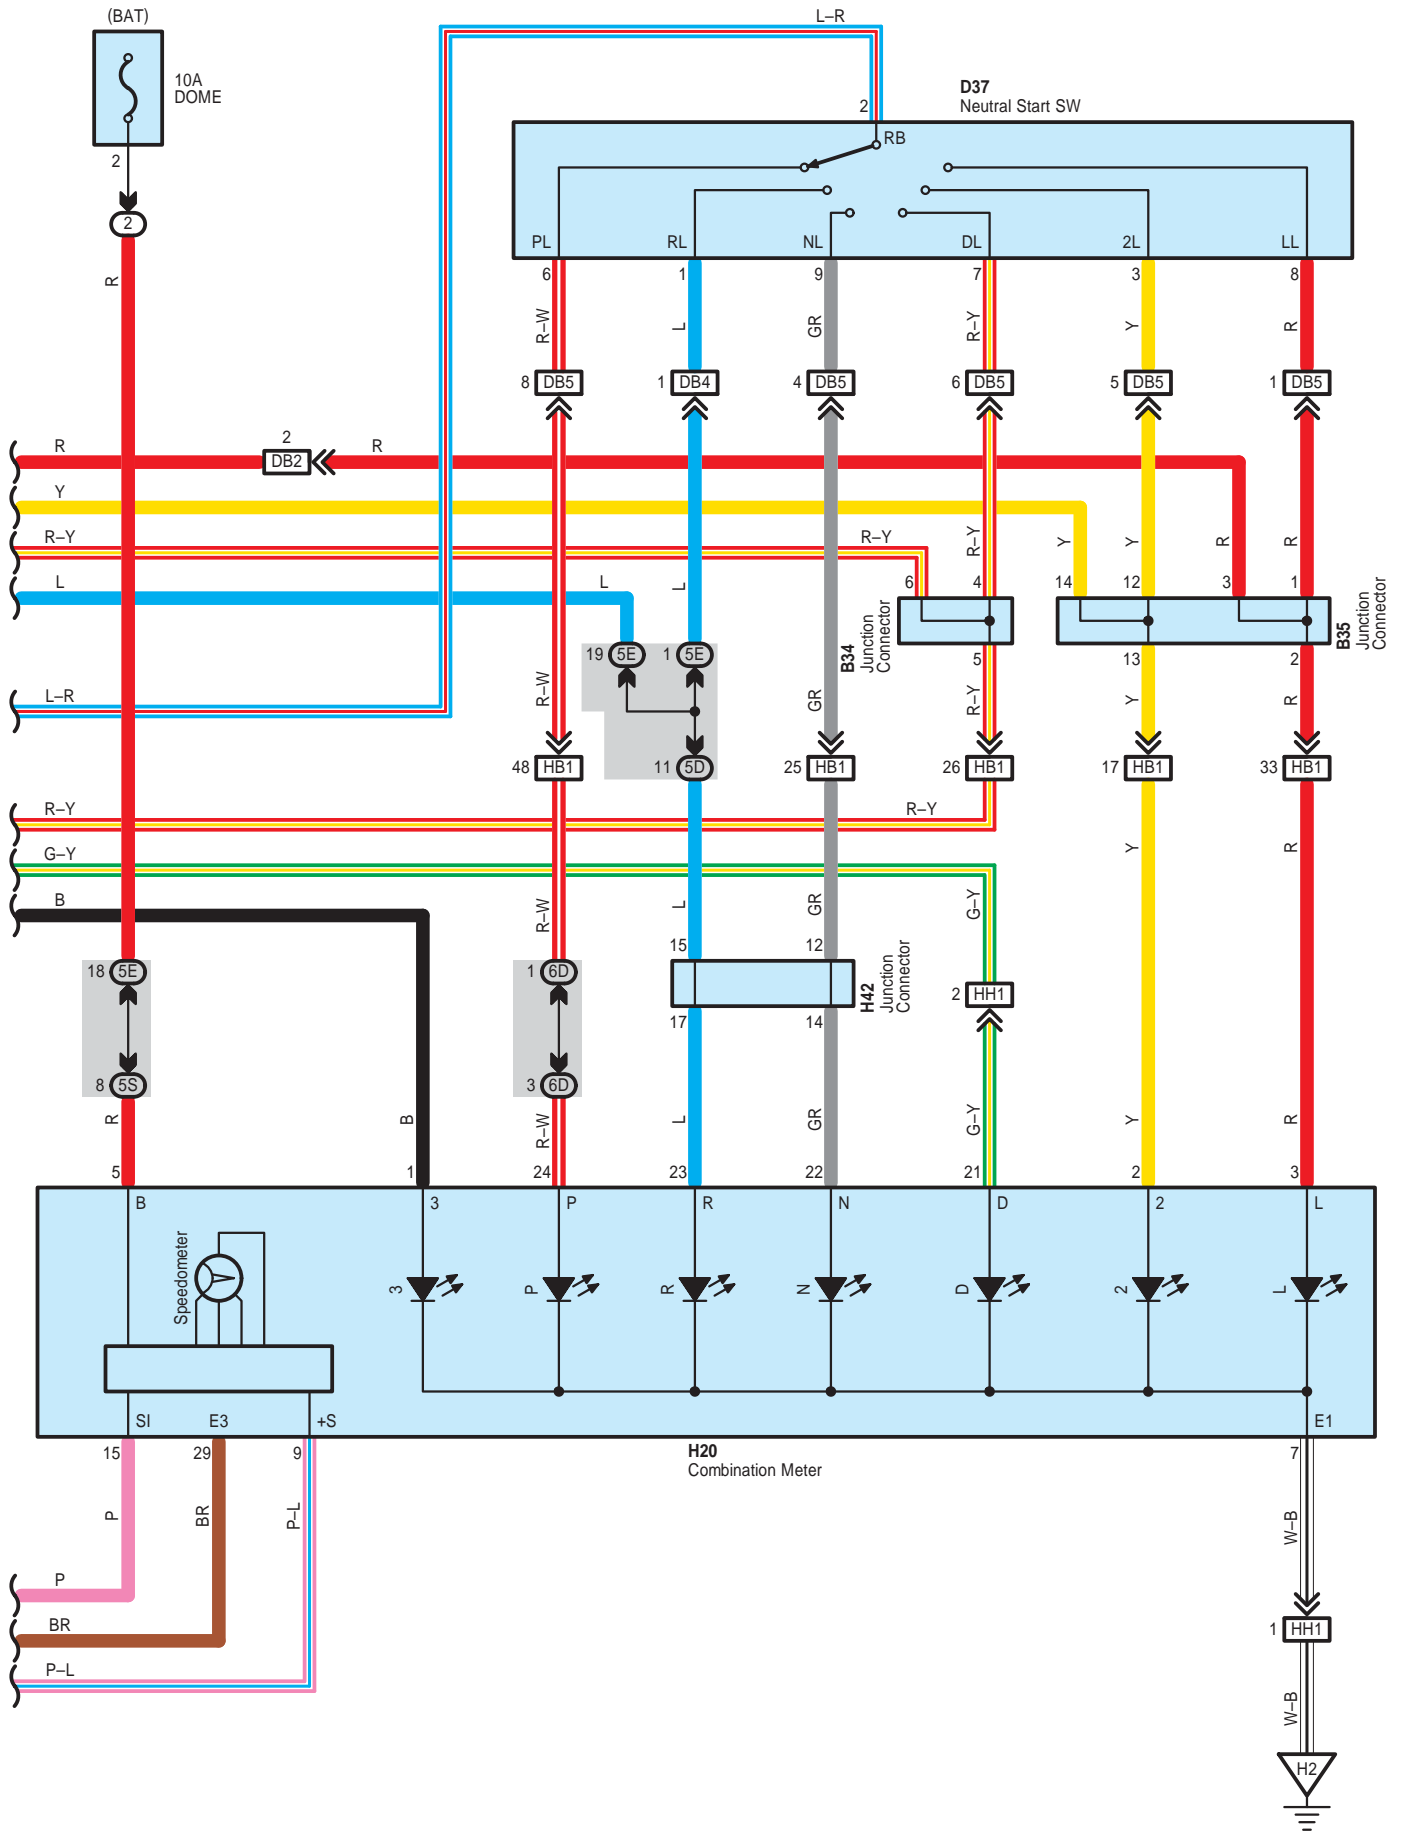 (BAT)
L–R
10A
DOME
D37
Neutral Start SW
2
RB
2
2
PL
RL
NL
DL
2L
LL
6
1
9
7
3
8
R
R–W
L
GR
R–Y
Y
R
8
DB5
1
DB4
4
DB5
6
DB5
5
DB5
1
DB5
R
2
DB2
R
Y
R–Y
R–Y
R–Y
Y
Y
R
R
L
L
L
6
4
14
12
3
1
B34
Junction
Connector
B35
Junction
Connector
19
5E
1
5E
5
13
2
L–R
R–W
GR
R–Y
Y
R
48
HB1
11
5D
25
HB1
26
HB1
17
HB1
33
HB1
R–Y
R–Y
G–Y
Y
R
B
R–W
L
GR
G–Y
15
12
18
5E
1
6D
H42
Junction
Connector
2
HH1
17
14
8
5S
3
6D
R
B
R–W
L
GR
G–Y
Y
R
5
1
24
23
22
21
2
3
B
3
P
R
N
D
2
L
Speedometer
3
P
R
N
D
2
L
SI
E3
+S
E1
15
29
9
H20
Combination Meter
7
P
BR
P–L
W–B
P
BR
P–L
1
HH1
W–B
H2